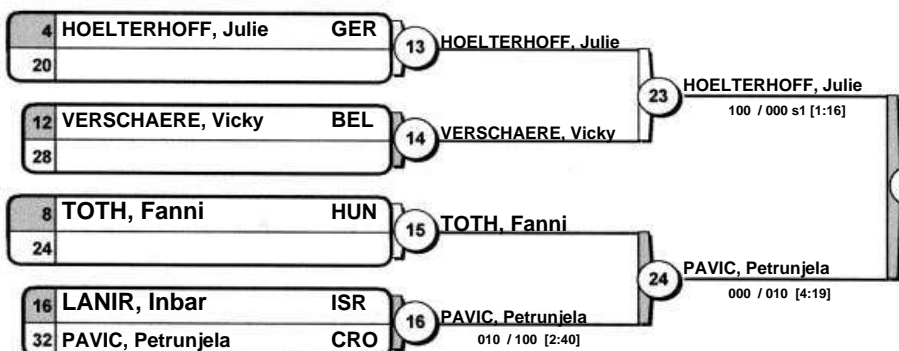 4 HOELTERHOFF, Julie GER
20
13
HOELTERHOFF, Julie
12 VERSCHAERE, Vicky BEL
28
14
VERSCHAERE, Vicky
23
HOELTERHOFF, Julie
100 / 000 s1 [1:16]
8 TOTH, Fanni HUN
24
15
TOTH, Fanni
16 LANIR, Inbar ISR
32 PAVIC, Petrunjela CRO
16
PAVIC, Petrunjela
010 / 100 [2:40]
24
PAVIC, Petrunjela
000 / 010 [4:19]